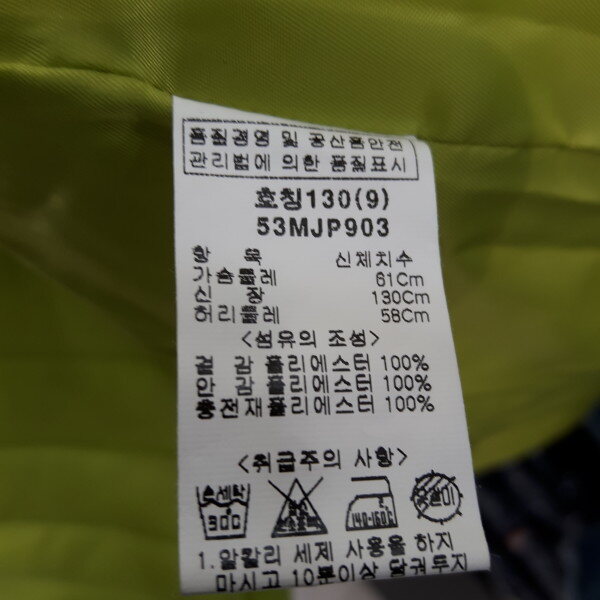 품질경영 및 공산품안전
관리법에 의한 품질표시
호칭130(9)
53MJP903
항 목 신체치수
가슴둘레 61Cm
신 장 130Cm
허리둘레 58Cm
<섬유의 조성>
겉 감 폴리에스터 100%
안 감 폴리에스터 100%
충전재폴리에스터 100%
<취급주의 사항>
손세탁
30℃
140-160℃
1.알칼리 세제 사용을 하지
마시고 10분이상 담궈두지